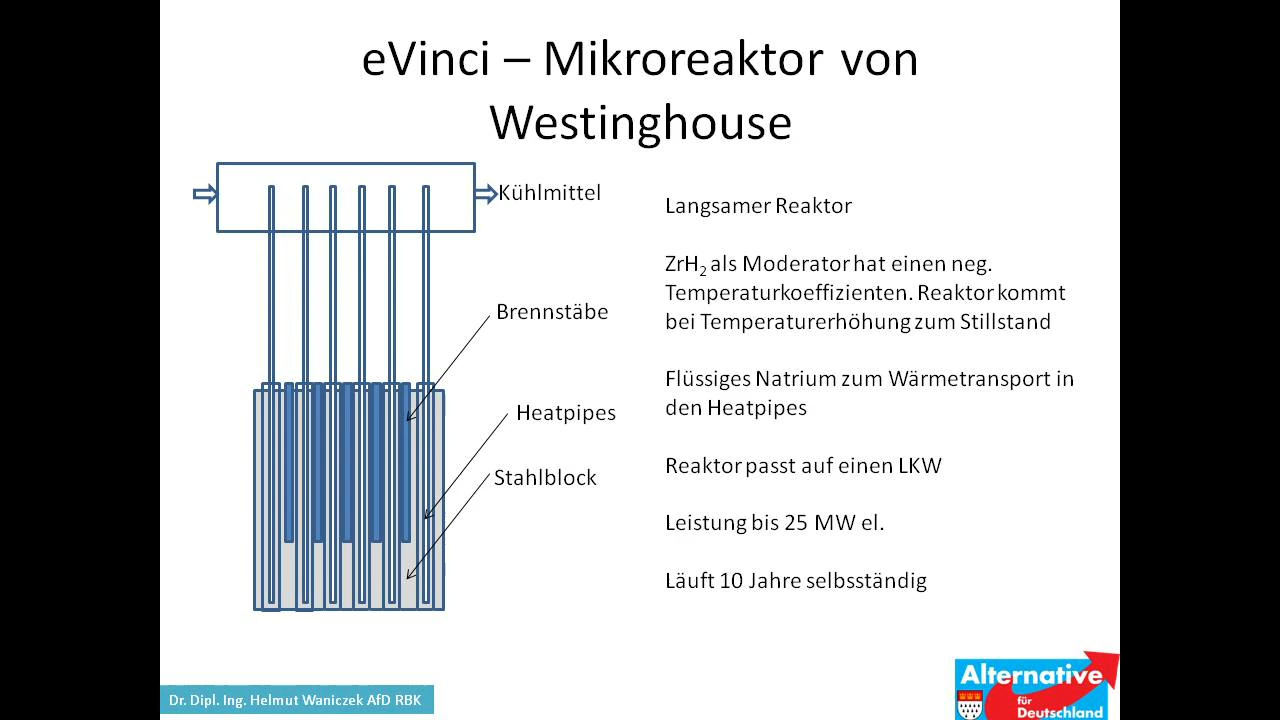 eVinci – Mikroreaktor von
Westinghouse
Kühlmittel
Brennstäbe
Heatpipes
Stahlblock
Langsamer Reaktor
ZrH₂ als Moderator hat einen neg.
Temperaturkoeffizienten. Reaktor kommt
bei Temperaturerhöhung zum Stillstand
Flüssiges Natrium zum Wärmetransport in
den Heatpipes
Reaktor passt auf einen LKW
Leistung bis 25 MW el.
Läuft 10 Jahre selbsständig
Dr. Dipl. Ing. Helmut Waniczek AfD RBK
Alternative
für
Deutschland